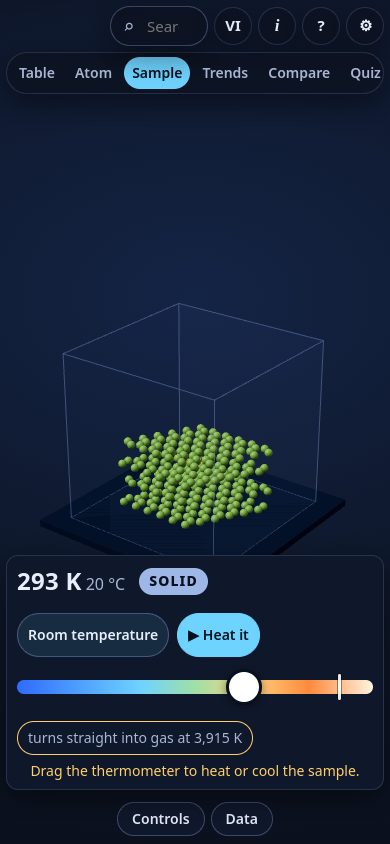 Sear
VI
i
?
Table
Atom
Sample
Trends
Compare
Quiz
293 K 20 °C
SOLID
Room temperature
▶ Heat it
turns straight into gas at 3,915 K
Drag the thermometer to heat or cool the sample.
Controls
Data